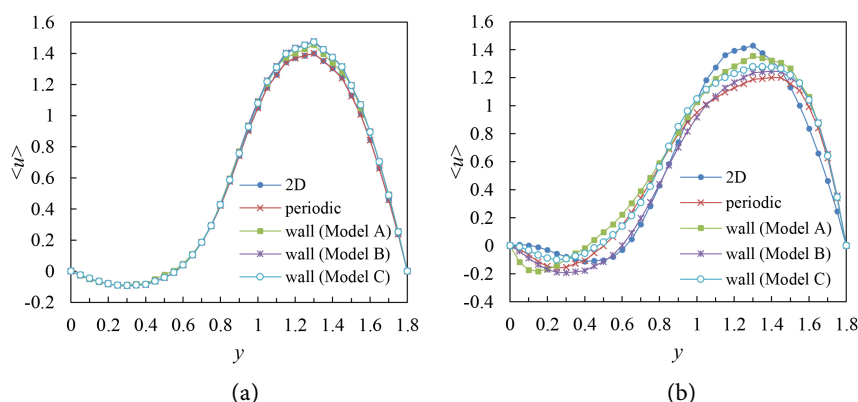 1.6
1.4
1.2
1
0.8
0.6
0.4
0.2
0
-0.2
<u>
2D
periodic
wall (Model A)
wall (Model B)
wall (Model C)
0 0.2 0.4 0.6 0.8 1 1.2 1.4 1.6 1.8
y
(a)
1.6
1.4
1.2
1
0.8
0.6
0.4
0.2
0
-0.2
-0.4
<u>
2D
periodic
wall (Model A)
wall (Model B)
wall (Model C)
0 0.2 0.4 0.6 0.8 1 1.2 1.4 1.6 1.8
y
(b)